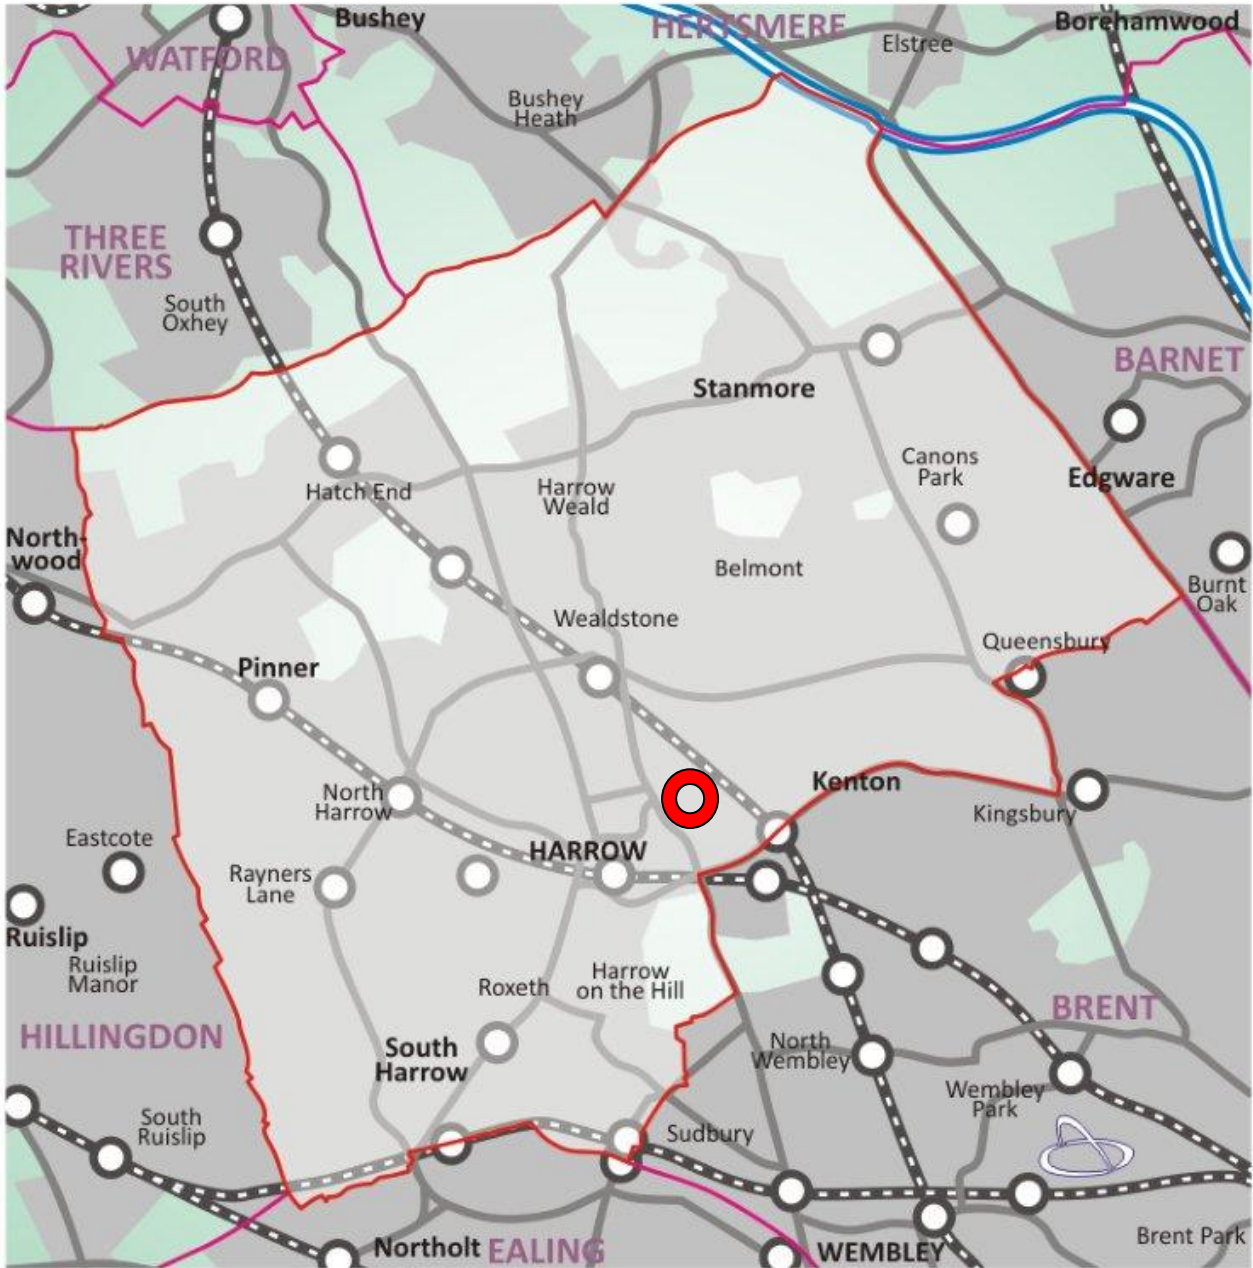 Bushey
HERTSMERE
Borehamwood
Elstree
WATFORD
Bushey
Heath
THREE
RIVERS
South
Oxhey
BARNET
Stanmore
Hatch End
Harrow
Weald
Canons
Park
Edgware
North-
wood
Belmont
Burnt
Oak
Wealdstone
Queensbury
Pinner
North
Harrow
Kenton
Kingsbury
Eastcote
HARROW
Rayners
Lane
Ruislip
Ruislip
Manor
Roxeth
Harrow
on the Hill
BRENT
HILLINGDON
South
Harrow
North
Wembley
Wembley
Park
South
Ruislip
Sudbury
Northolt
EALING
WEMBLEY
Brent Park